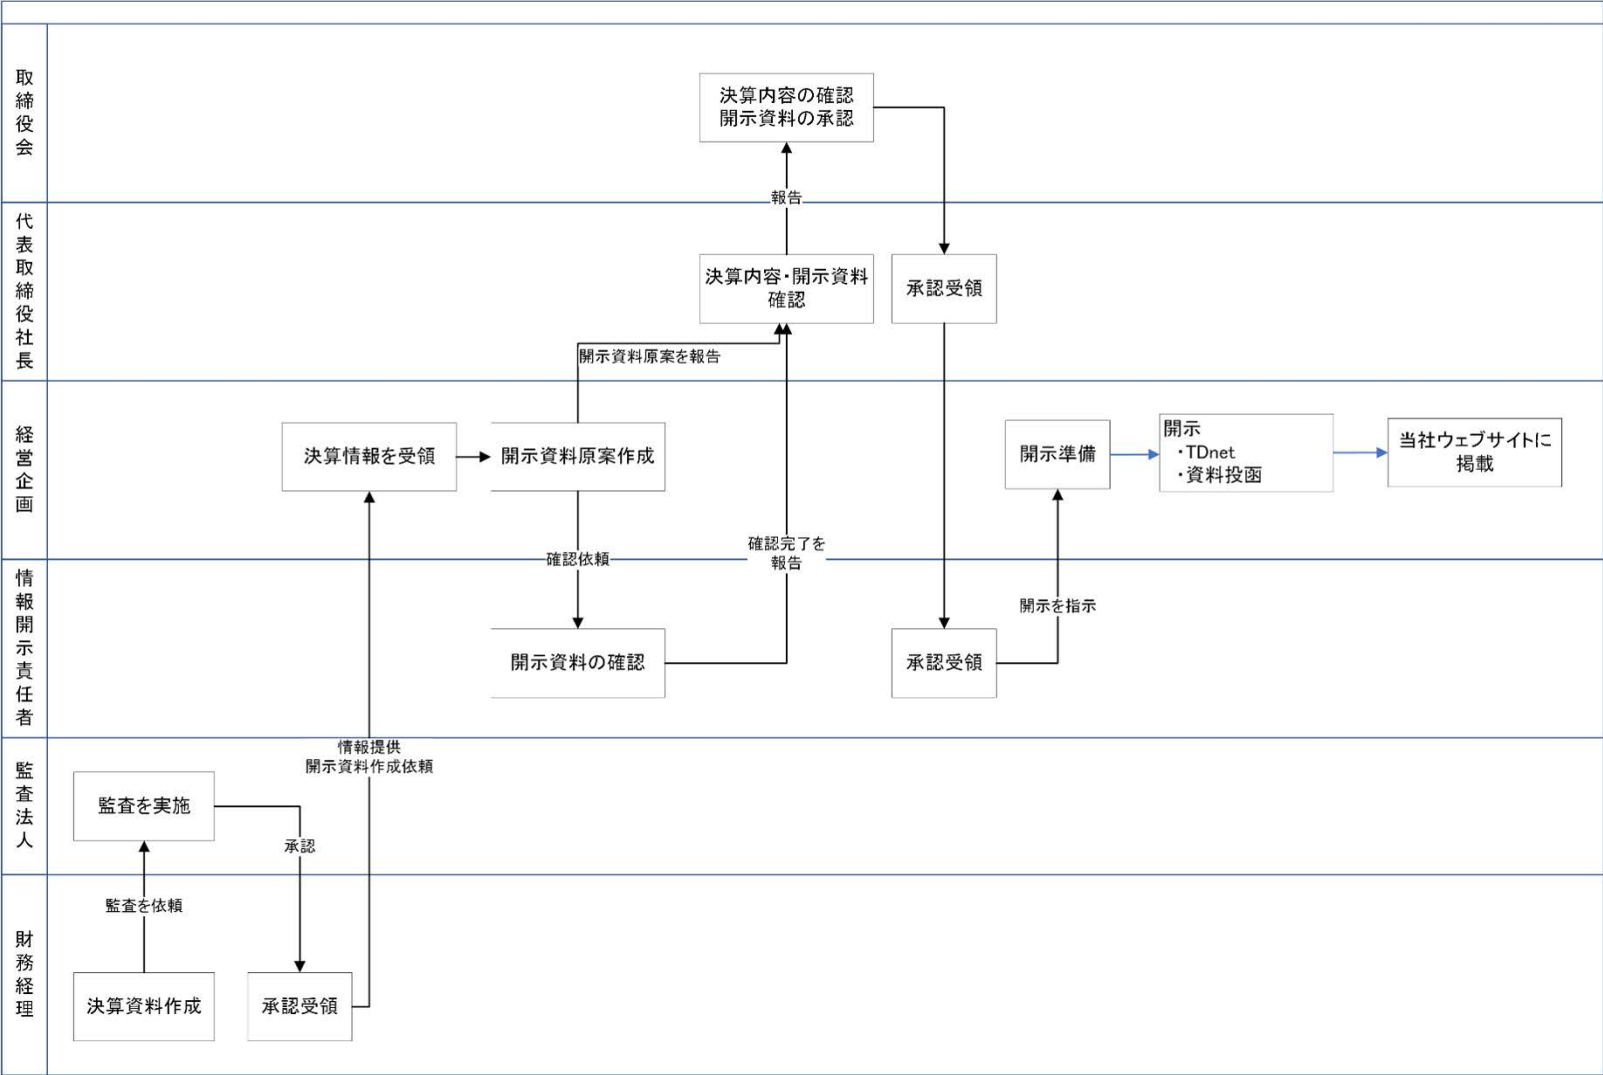 取締役会
決算内容の確認
開示資料の承認
報告
代表取締役社長
決算内容・開示資料
確認
承認受領
開示資料原案を報告
経営企画
決算情報を受領
開示資料原案作成
開示準備
開示
・TDnet
・資料投函
当社ウェブサイトに
掲載
確認依頼
確認完了を
報告
情報開示責任者
開示を指示
開示資料の確認
承認受領
情報提供
開示資料作成依頼
監査法人
監査を実施
承認
監査を依頼
財務経理
決算資料作成
承認受領